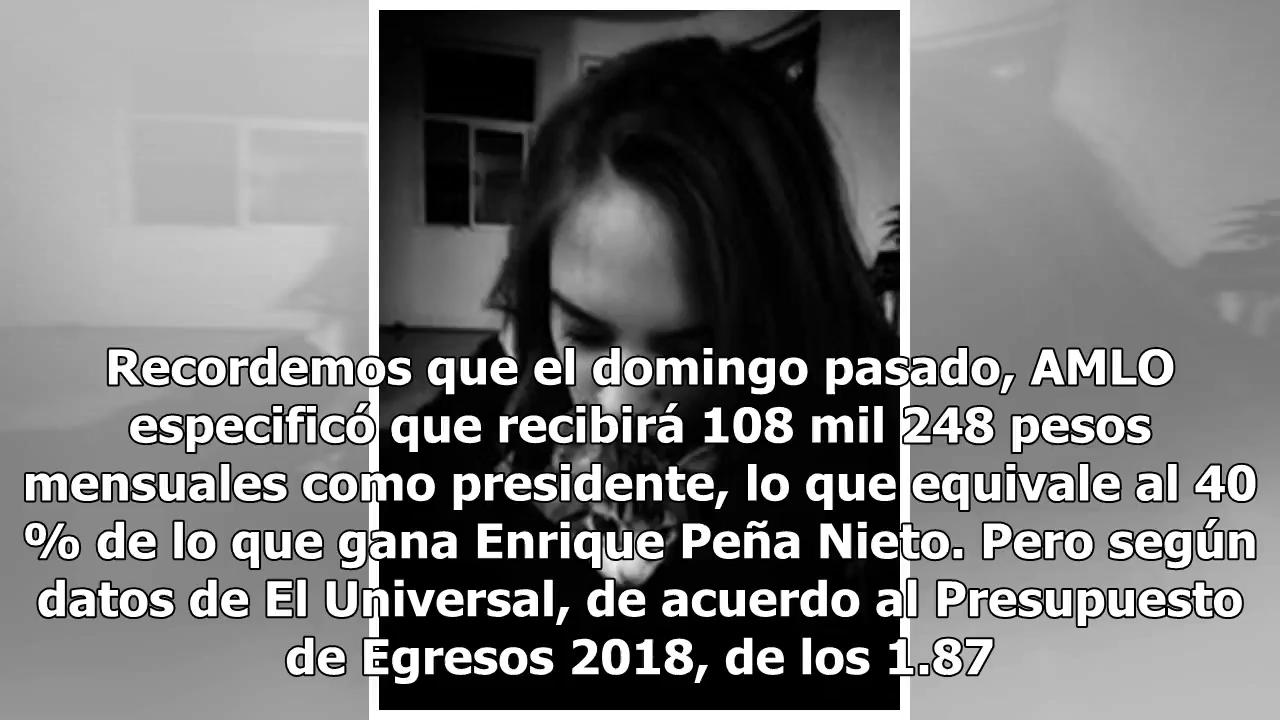 Recordemos que el domingo pasado, AMLO
especificó que recibirá 108 mil 248 pesos
mensuales como presidente, lo que equivale al 40
% de lo que gana Enrique Peña Nieto. Pero según
datos de El Universal, de acuerdo al Presupuesto
de Egresos 2018, de los 1.87